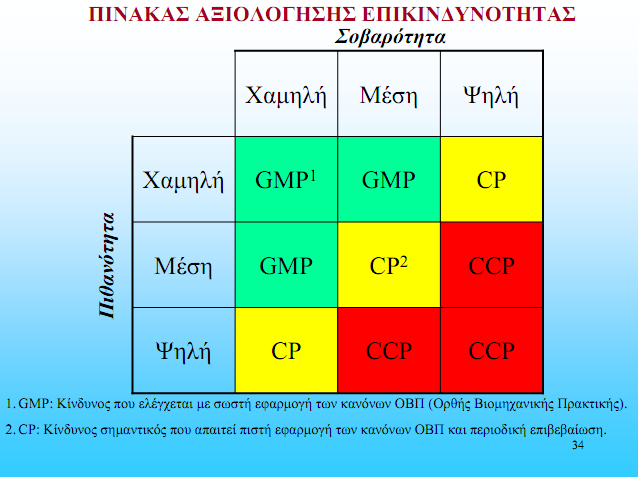 ΠΙΝΑΚΑΣ ΑΞΙΟΛΟΓΗΣΗΣ ΕΠΙΚΙΝΔΥΝΟΤΗΤΑΣ
Σοβαρότητα
Χαμηλή Μέση Ψηλή
Πιθανότητα
Χαμηλή GMP¹ GMP CP
Μέση GMP CP² CCP
Ψηλή CP CCP CCP
1. GMP: Κίνδυνος που ελέγχεται με σωστή εφαρμογή των κανόνων ΟΒΠ (Ορθής Βιομηχανικής Πρακτικής).
2. CP: Κίνδυνος σημαντικός που απαιτεί πιστή εφαρμογή των κανόνων ΟΒΠ και περιοδική επιβεβαίωση.
34